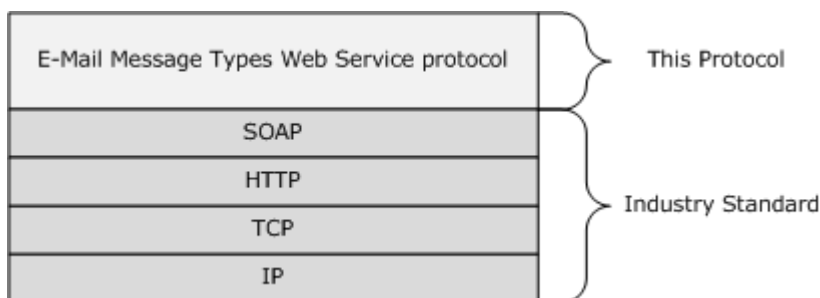 E-Mail Message Types Web Service protocol
This Protocol
SOAP
HTTP
TCP
IP
Industry Standard